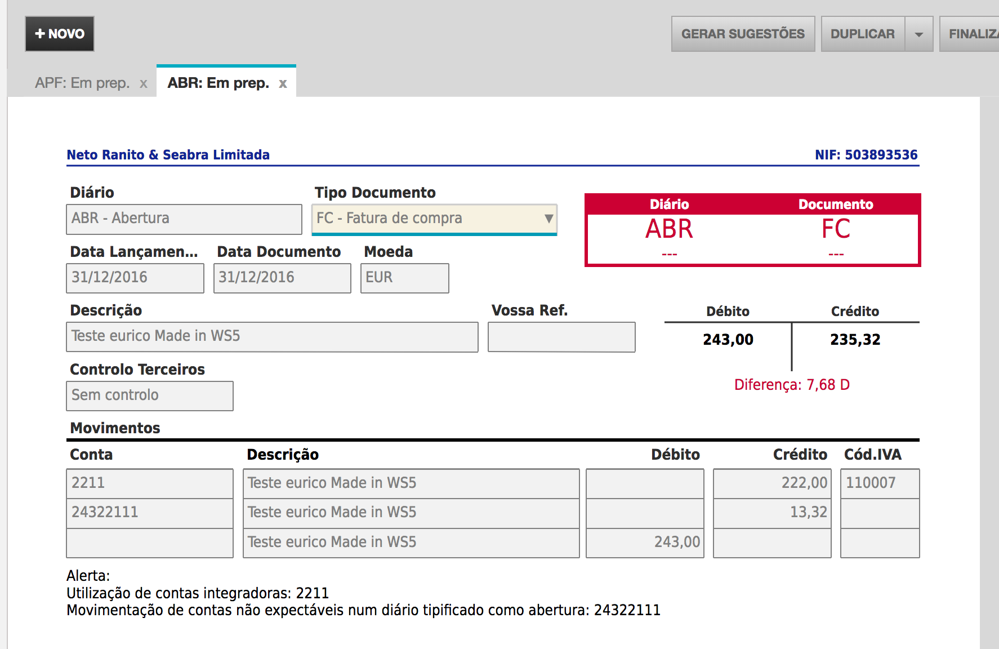 + NOVO
GERAR SUGESTÕES
DUPLICAR
APF: Em prep. x
ABR: Em prep. x
Neto Ranito & Seabra Limitada
NIF: 503893536
Diário
Tipo Documento
ABR - Abertura
FC - Fatura de compra
Diário Documento
ABR FC
--- ---
Data Lançamen... Data Documento Moeda
31/12/2016 31/12/2016 EUR
Descrição Vossa Ref.
Teste eurico Made in WS5
Débito Crédito
243,00 235,32
Diferença: 7,68 D
Controlo Terceiros
Sem controlo
Movimentos
Conta Descrição Débito Crédito Cód.IVA
2211 Teste eurico Made in WS5 222,00 110007
24322111 Teste eurico Made in WS5 13,32
Teste eurico Made in WS5 243,00
Alerta:
Utilização de contas integradoras: 2211
Movimentação de contas não expectáveis num diário tipificado como abertura: 24322111